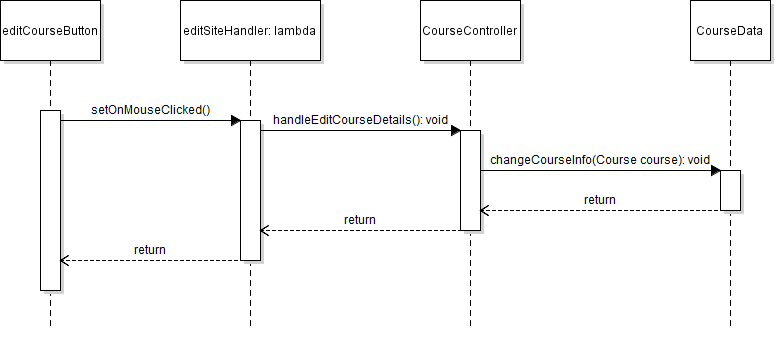 editCourseButton
editSiteHandler: lambda
CourseController
CourseData
setOnMouseClicked()
handleEditCourseDetails(): void
changeCourseInfo(Course course): void
return
return
return